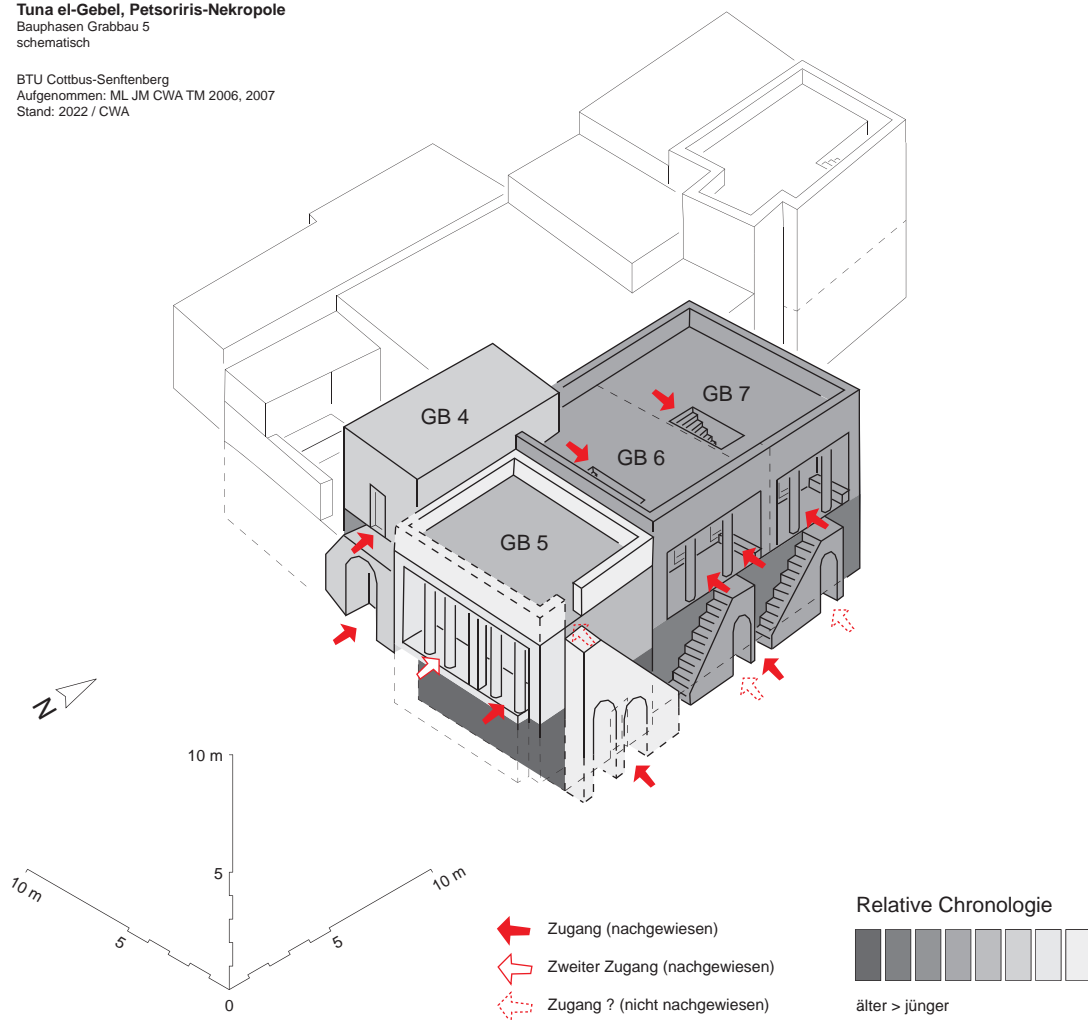 Tuna el-Gebel, Petsoriris-Nekropole
Bauphasen Grabbau 5
schematisch
BTU Cottbus-Senftenberg
Aufgenommen: ML JM CWA TM 2006, 2007
Stand: 2022 / CWA
GB 7
GB 4
GB 6
GB 5
N
10 m
5
10 m
5
0
5
10 m
Zugang (nachgewiesen)
Zweiter Zugang (nachgewiesen)
Zugang ? (nicht nachgewiesen)
Relative Chronologie
älter > jünger